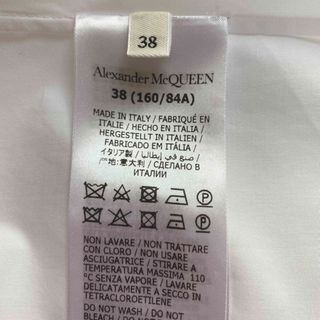 38
Alexander McQUEEN
38 (160/84A)
MADE IN ITALY / FABRIQUÉ EN
ITALIE / HECHO EN ITALIA /
HERGESTELLT IN ITALIEN /
FABRICADO EM ITÁLIA /
イタリア製 / صنع في إيطاليا /
地:意大利 / СДЕЛАНО В
ИТАЛИИ
NON LAVARE / NON TRATTARE
CON CLORO / NON USARE
ASCIUGATRICE / STIRARE A
TEMPERATURA MASSIMA 110
°C SENZA VAPORE / LAVARE
DELICATAMENTE A SECCO IN
TETRACLOROETILENE
DO NOT WASH / DO NOT
BLEACH / DO NOT